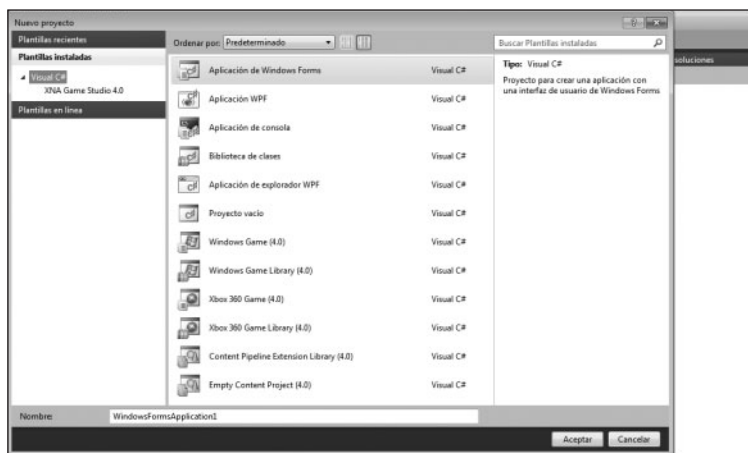 Nuevo proyecto
Plantillas recientes
Ordenar por: Predeterminado
Buscar Plantillas instaladas
soluciones
Plantillas instaladas
Visual C#
XNA Game Studio 4.0
Plantillas en línea
Aplicación de Windows Forms Visual C#
Aplicación WPF Visual C#
Aplicación de consola Visual C#
Biblioteca de clases Visual C#
Aplicación de explorador WPF Visual C#
Proyecto vacío Visual C#
Windows Game (4.0) Visual C#
Windows Game Library (4.0) Visual C#
Xbox 360 Game (4.0) Visual C#
Xbox 360 Game Library (4.0) Visual C#
Content Pipeline Extension Library (4.0) Visual C#
Empty Content Project (4.0) Visual C#
Tipo: Visual C#
Proyecto para crear una aplicación con
una interfaz de usuario de Windows Forms
Nombre: WindowsFormsApplication1
Aceptar Cancelar